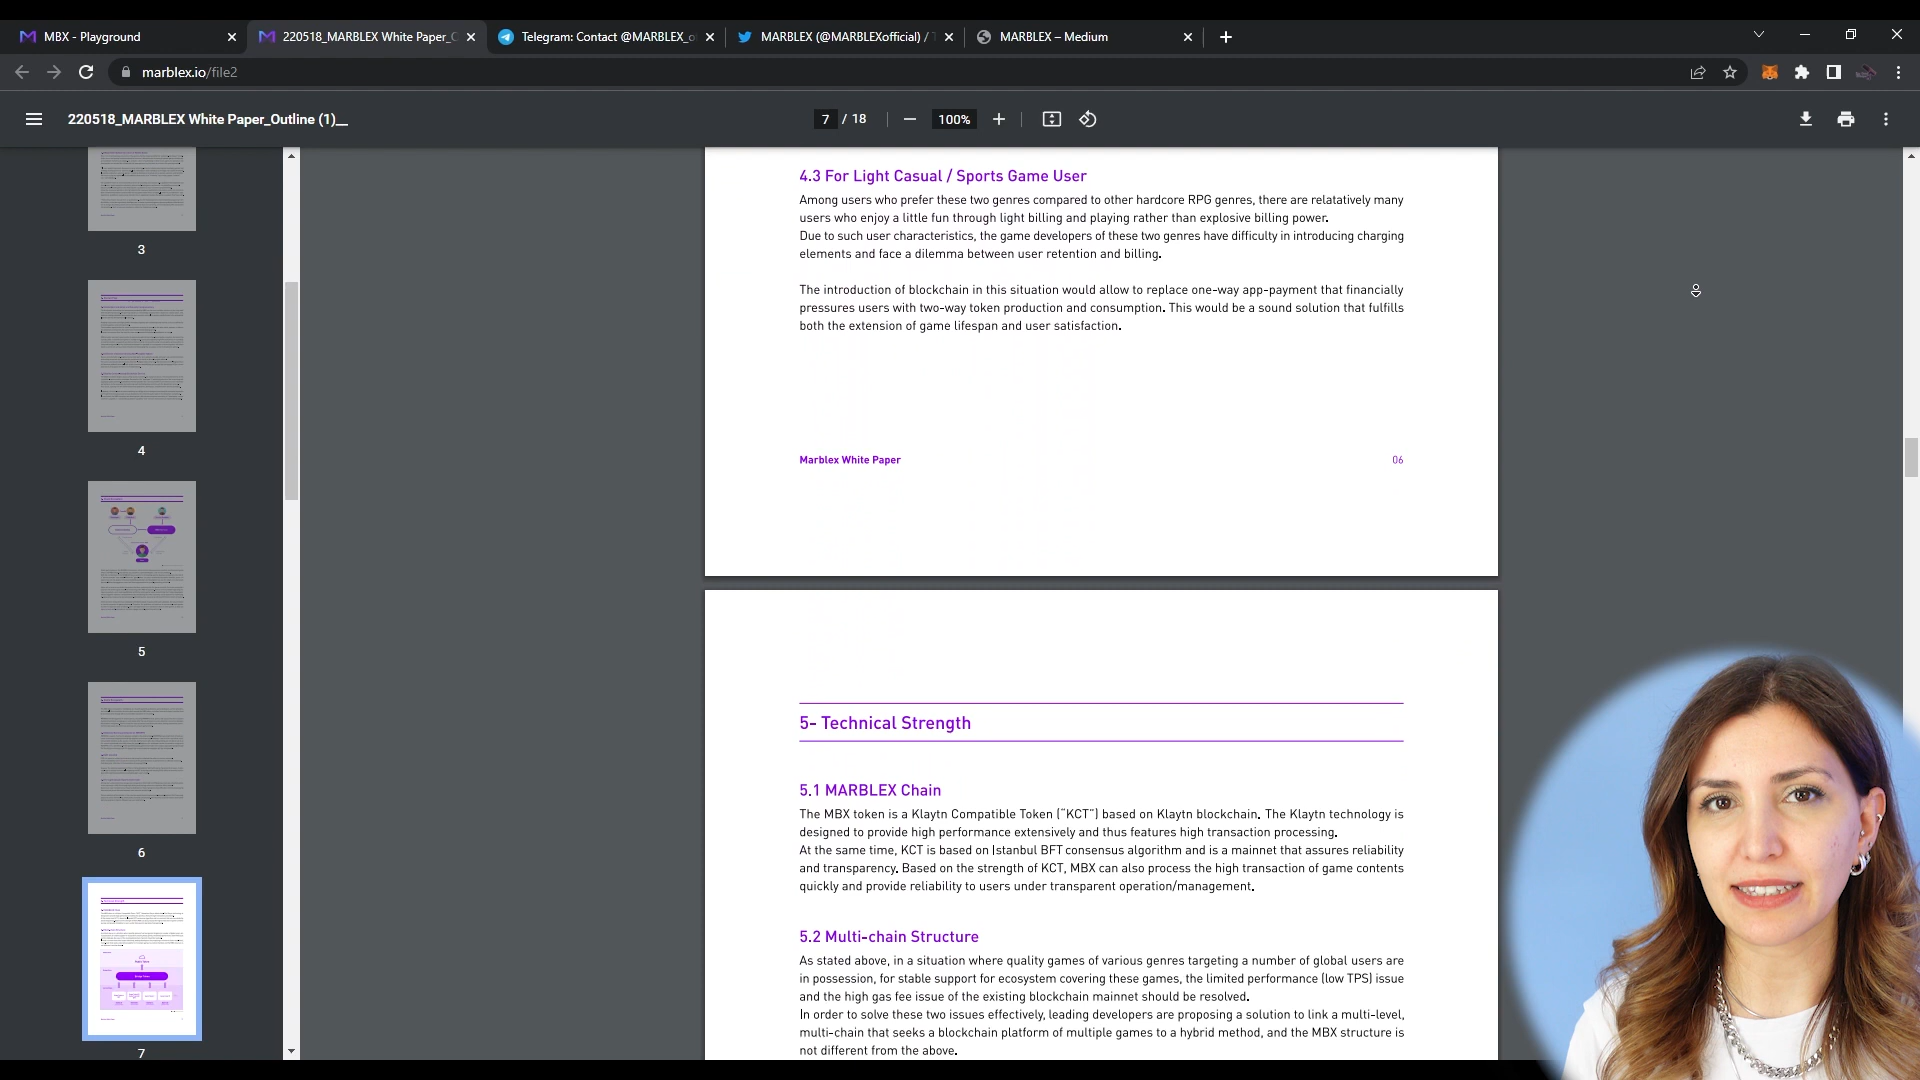 MBX - Playground
220518_MARBLEX White Paper_O
Telegram: Contact @MARBLEX_o
MARBLEX (@MARBLEXofficial) / T
MARBLEX – Medium
marblex.io/file2
220518_MARBLEX White Paper_Outline (1)__
7 / 18
100%
3
4
5
6
7
4.3 For Light Casual / Sports Game User
Among users who prefer these two genres compared to other hardcore RPG genres, there are relatatively many
users who enjoy a little fun through light billing and playing rather than explosive billing power.
Due to such user characteristics, the game developers of these two genres have difficulty in introducing charging
elements and face a dilemma between user retention and billing.
The introduction of blockchain in this situation would allow to replace one-way app-payment that financially
pressures users with two-way token production and consumption. This would be a sound solution that fulfills
both the extension of game lifespan and user satisfaction.
Marblex White Paper
06
5- Technical Strength
5.1 MARBLEX Chain
The MBX token is a Klaytn Compatible Token ("KCT") based on Klaytn blockchain. The Klaytn technology is
designed to provide high performance extensively and thus features high transaction processing.
At the same time, KCT is based on Istanbul BFT consensus algorithm and is a mainnet that assures reliability
and transparency. Based on the strength of KCT, MBX can also process the high transaction of game contents
quickly and provide reliability to users under transparent operation/management.
5.2 Multi-chain Structure
As stated above, in a situation where quality games of various genres targeting a number of global users are
in possession, for stable support for ecosystem covering these games, the limited performance (low TPS) issue
and the high gas fee issue of the existing blockchain mainnet should be resolved.
In order to solve these two issues effectively, leading developers are proposing a solution to link a multi-level,
multi-chain that seeks a blockchain platform of multiple games to a hybrid method, and the MBX structure is
not different from the above.